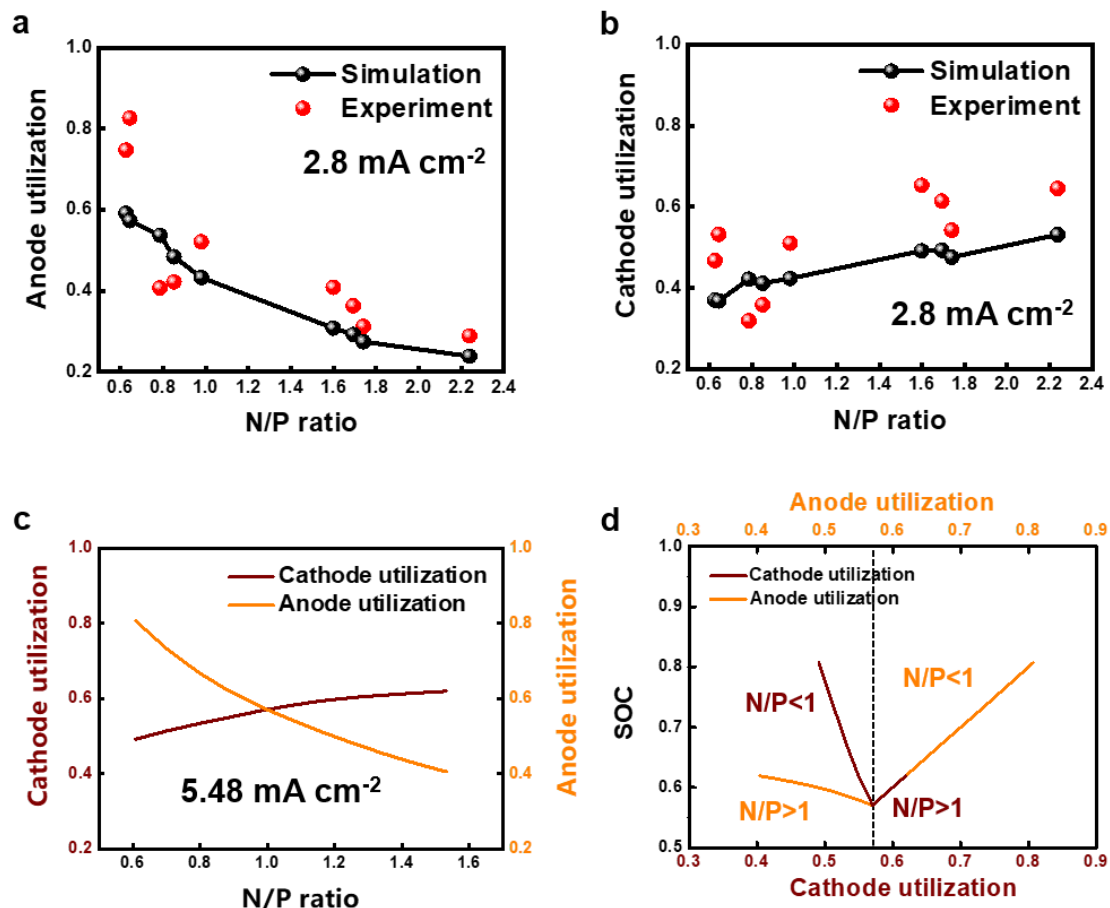 a
1.0
0.8
0.6
0.4
0.2
Anode utilization
Simulation
Experiment
2.8 mA cm-2
0.6 0.8 1.0 1.2 1.4 1.6 1.8 2.0 2.2 2.4
N/P ratio
b
1.0
0.8
0.6
0.4
0.2
Cathode utilization
Simulation
Experiment
2.8 mA cm-2
0.6 0.8 1.0 1.2 1.4 1.6 1.8 2.0 2.2 2.4
N/P ratio
c
1.0
0.8
0.6
0.4
0.2
Cathode utilization
Cathode utilization
Anode utilization
5.48 mA cm-2
1.0
0.8
0.6
0.4
0.2
Anode utilization
0.6 0.8 1.0 1.2 1.4 1.6
N/P ratio
d
Anode utilization
0.3 0.4 0.5 0.6 0.7 0.8 0.9
1.0
0.9
0.8
0.7
0.6
0.5
SOC
Cathode utilization
Anode utilization
N/P<1
N/P<1
N/P>1
N/P>1
0.3 0.4 0.5 0.6 0.7 0.8 0.9
Cathode utilization